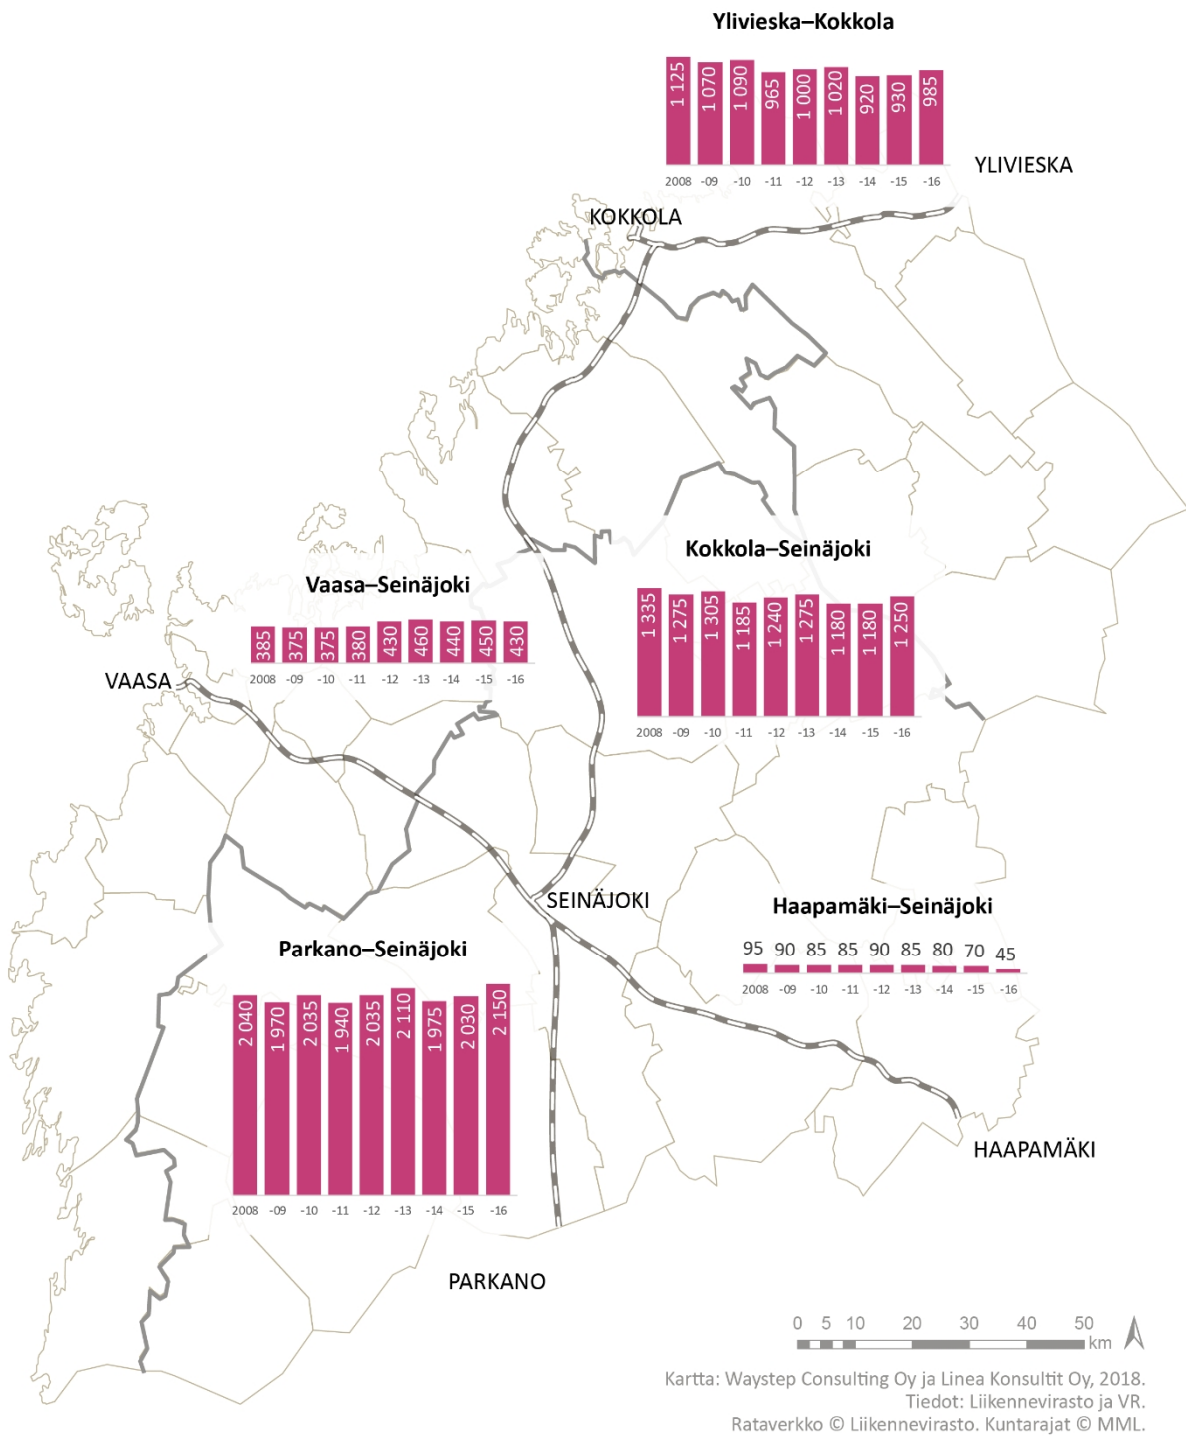 Ylivieska–Kokkola
1 125 1 070 1 090 965 1 000 1 020 920 930 985
2008 -09 -10 -11 -12 -13 -14 -15 -16
YLIVIESKA
KOKKOLA
Kokkola–Seinäjoki
1 335 1 275 1 305 1 185 1 240 1 275 1 180 1 180 1 250
2008 -09 -10 -11 -12 -13 -14 -15 -16
Vaasa–Seinäjoki
385 375 375 380 430 460 440 450 430
2008 -09 -10 -11 -12 -13 -14 -15 -16
VAASA
SEINÄJOKI
Haapamäki–Seinäjoki
95 90 85 85 90 85 80 70 45
2008 -09 -10 -11 -12 -13 -14 -15 -16
Parkano–Seinäjoki
2 040 1 970 2 035 1 940 2 035 2 110 1 975 2 030 2 150
2008 -09 -10 -11 -12 -13 -14 -15 -16
HAAPAMÄKI
PARKANO
0 5 10 20 30 40 50
km
Kartta: Waystep Consulting Oy ja Linea Konsultit Oy, 2018.
Tiedot: Liikennevirasto ja VR.
Rataverkko © Liikennevirasto. Kuntarajat © MML.